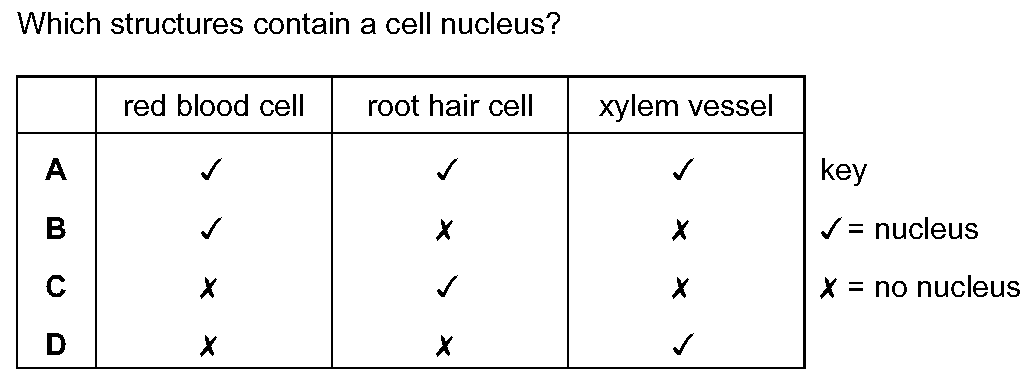 Which structures contain a cell nucleus?
red blood cell root hair cell xylem vessel
A ✓ ✓ ✓ key
B ✓ ✗ ✗ ✓ = nucleus
C ✗ ✓ ✗ ✗ = no nucleus
D ✗ ✗ ✓